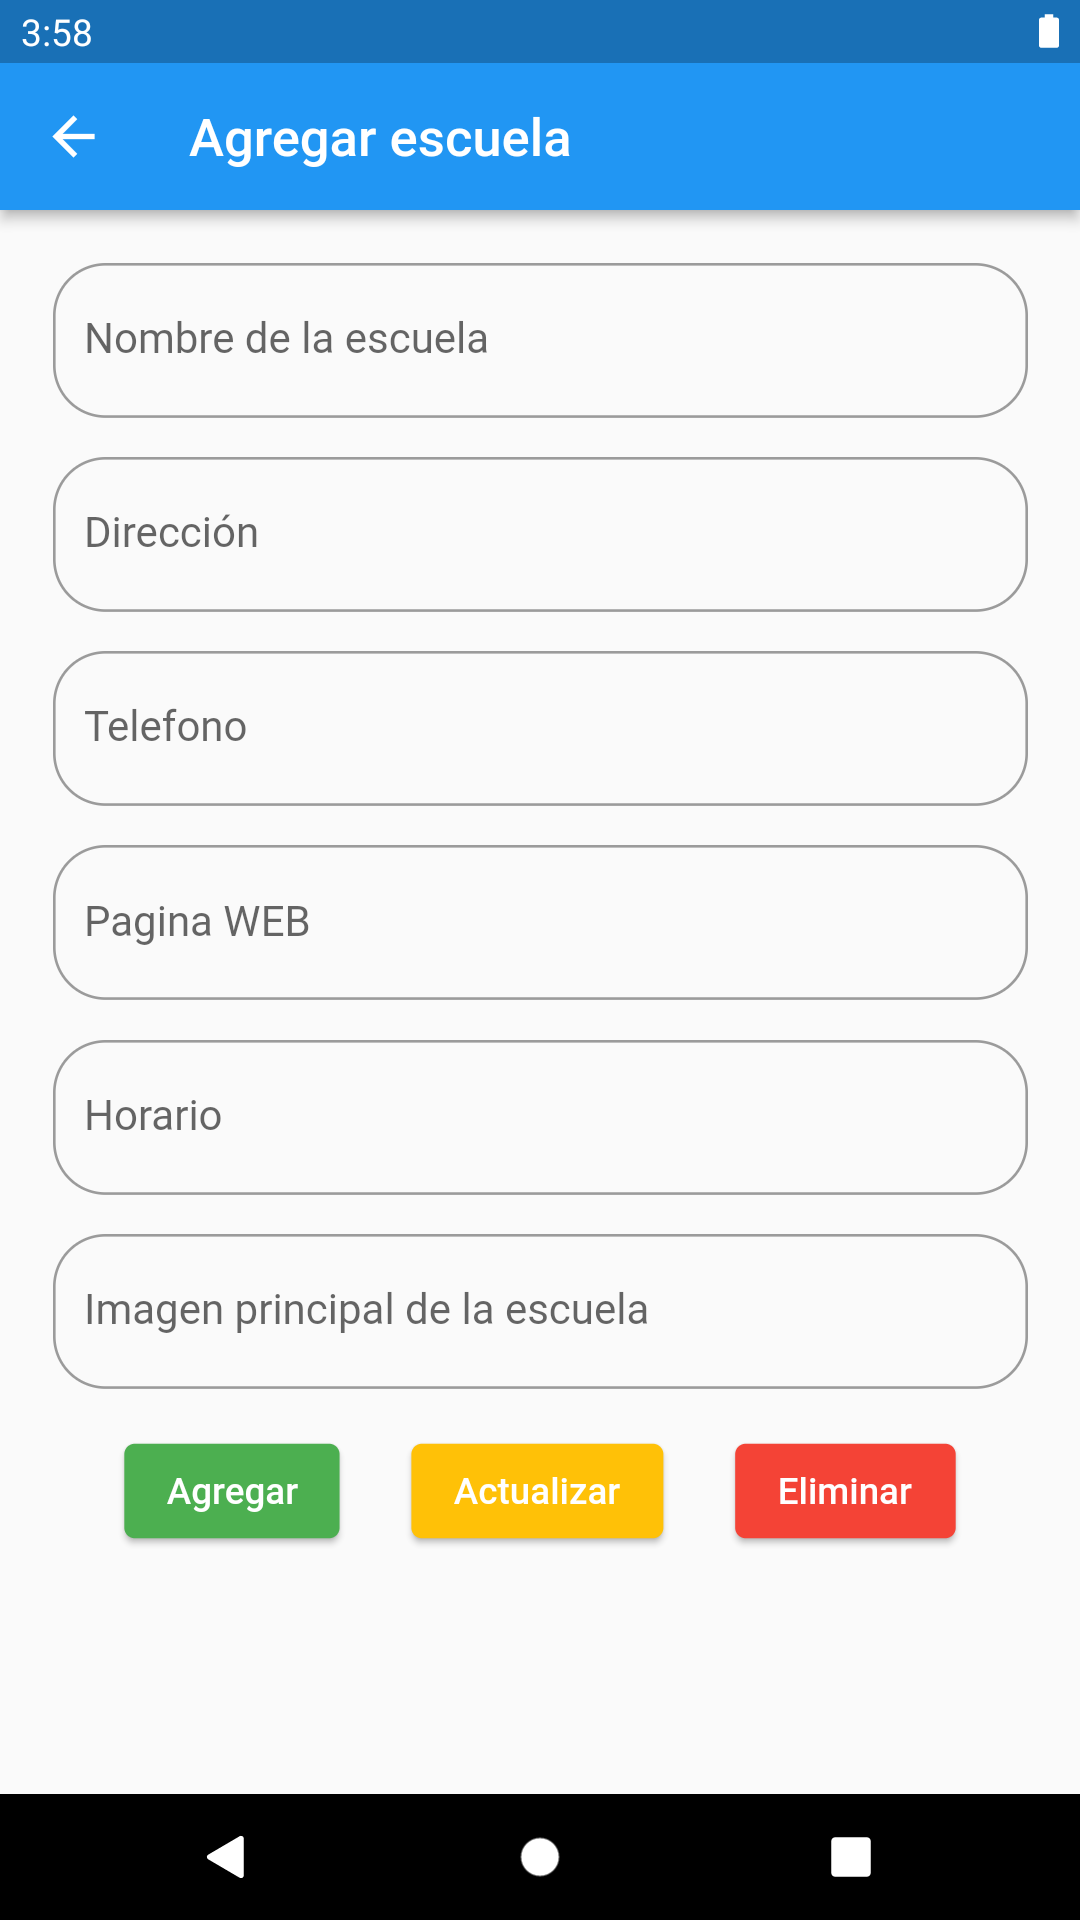 3:58
Agregar escuela
Nombre de la escuela
Dirección
Telefono
Pagina WEB
Horario
Imagen principal de la escuela
Agregar Actualizar Eliminar